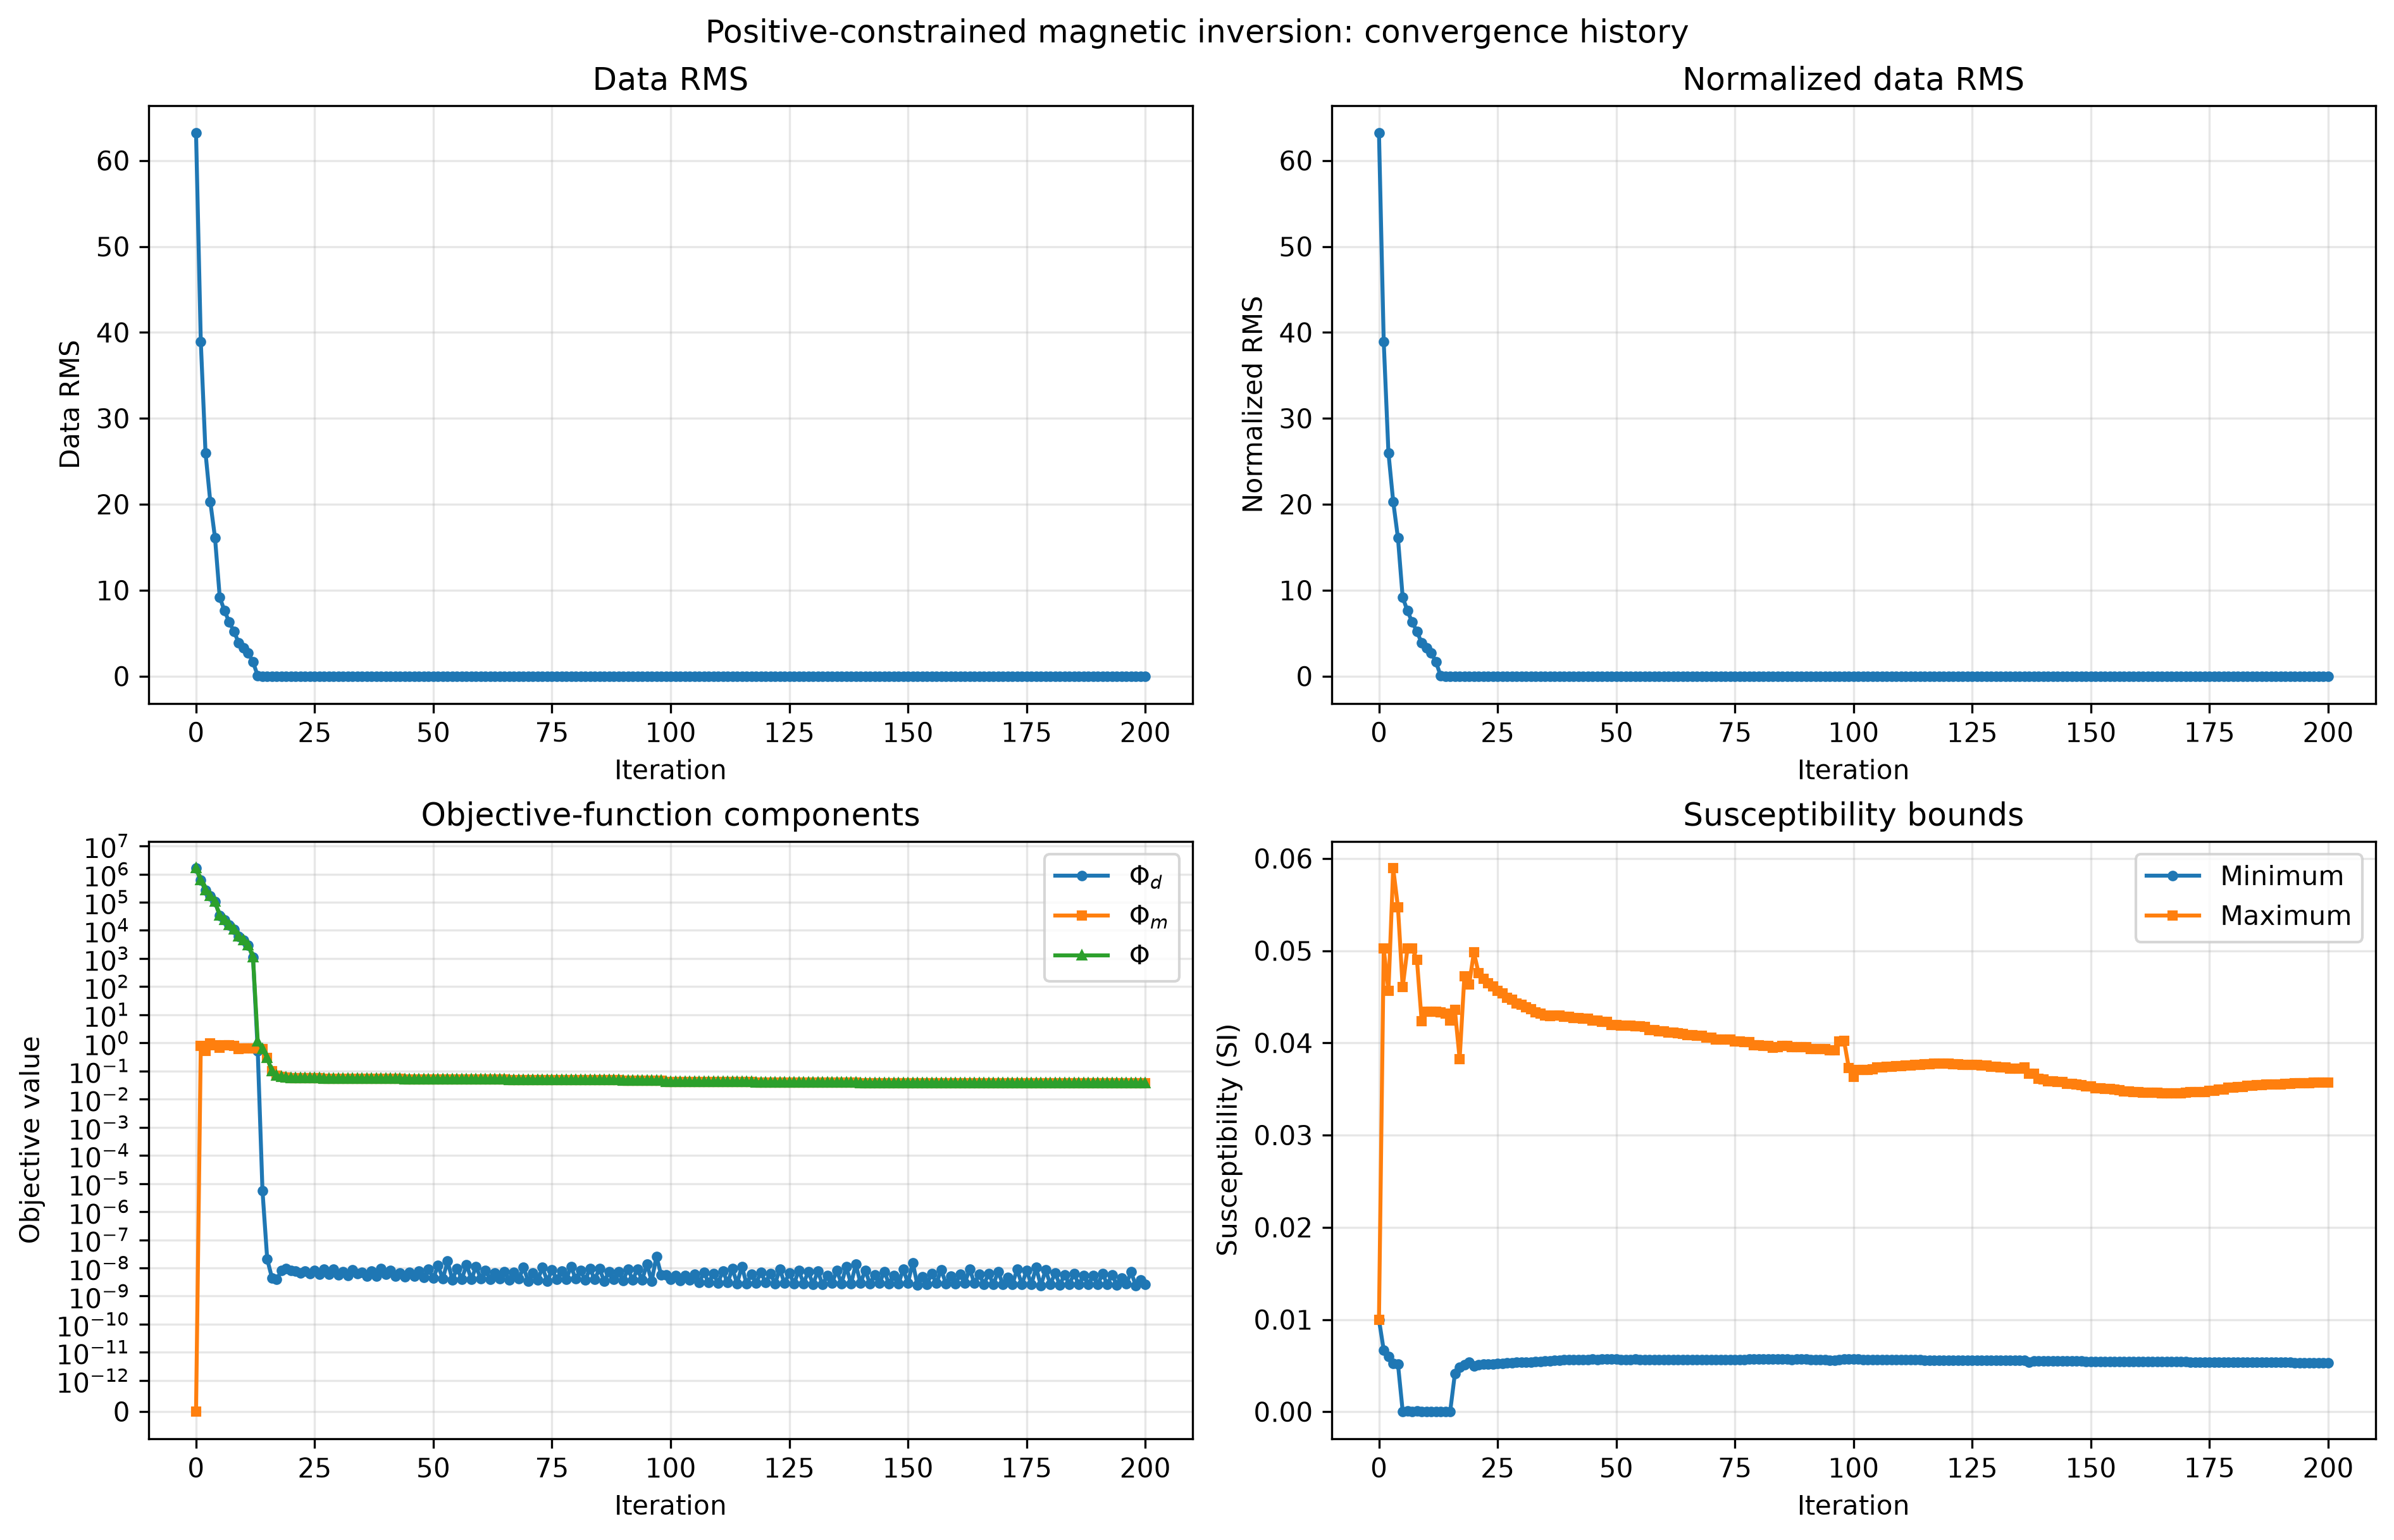 Positive-constrained magnetic inversion: convergence history
Data RMS
Data RMS
60
50
40
30
20
10
0
0 25 50 75 100 125 150 175 200
Iteration
Normalized data RMS
Normalized RMS
60
50
40
30
20
10
0
0 25 50 75 100 125 150 175 200
Iteration
Objective-function components
Objective value
10⁷
10⁶
10⁵
10⁴
10³
10²
10¹
10⁰
10⁻¹
10⁻²
10⁻³
10⁻⁴
10⁻⁵
10⁻⁶
10⁻⁷
10⁻⁸
10⁻⁹
10⁻¹⁰
10⁻¹¹
10⁻¹²
0
Φd
Φm
Φ
0 25 50 75 100 125 150 175 200
Iteration
Susceptibility bounds
Susceptibility (SI)
0.06
0.05
0.04
0.03
0.02
0.01
0.00
Minimum
Maximum
0 25 50 75 100 125 150 175 200
Iteration